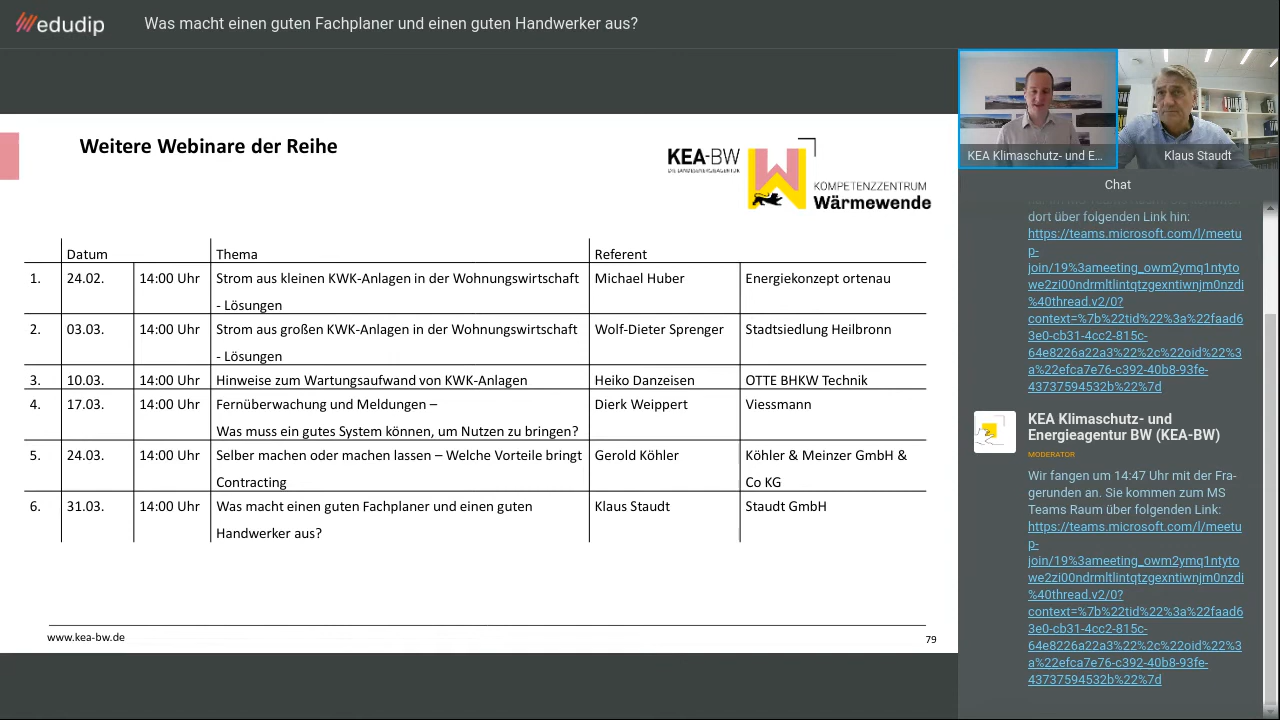 edudip
Was macht einen guten Fachplaner und einen guten Handwerker aus?
Weitere Webinare der Reihe
KEA-BW
DIE LANDESENERGIEAGENTUR
KOMPETENZZENTRUM
Wärmewende
Datum Thema Referent
1. 24.02. 14:00 Uhr Strom aus kleinen KWK-Anlagen in der Wohnungswirtschaft Michael Huber Energiekonzept ortenau
- Lösungen
2. 03.03. 14:00 Uhr Strom aus großen KWK-Anlagen in der Wohnungswirtschaft Wolf-Dieter Sprenger Stadtsiedlung Heilbronn
- Lösungen
3. 10.03. 14:00 Uhr Hinweise zum Wartungsaufwand von KWK-Anlagen Heiko Danzeisen OTTE BHKW Technik
4. 17.03. 14:00 Uhr Fernüberwachung und Meldungen – Dierk Weippert Viessmann
Was muss ein gutes System können, um Nutzen zu bringen?
5. 24.03. 14:00 Uhr Selber machen oder machen lassen – Welche Vorteile bringt Gerold Köhler Köhler & Meinzer GmbH &
Contracting Co KG
6. 31.03. 14:00 Uhr Was macht einen guten Fachplaner und einen guten Klaus Staudt Staudt GmbH
Handwerker aus?
www.kea-bw.de
79
KEA Klimaschutz- und E...
Klaus Staudt
Chat
dort über folgenden Link hin:
https://teams.microsoft.com/l/meetu
p-
join/19%3ameeting_owm2ymq1ntyto
we2zi00ndrmltlintqtzgexntiwnjm0nzdi
%40thread.v2/0?
context=%7b%22tid%22%3a%22faad6
3e0-cb31-4cc2-815c-
64e8226a22a3%22%2c%22oid%22%3
a%22efca7e76-c392-40b8-93fe-
43737594532b%22%7d
KEA Klimaschutz- und
Energieagentur BW (KEA-BW)
MODERATOR
Wir fangen um 14:47 Uhr mit der Fra-
gerunden an. Sie kommen zum MS
Teams Raum über folgenden Link:
https://teams.microsoft.com/l/meetu
p-
join/19%3ameeting_owm2ymq1ntyto
we2zi00ndrmltlintqtzgexntiwnjm0nzdi
%40thread.v2/0?
context=%7b%22tid%22%3a%22faad6
3e0-cb31-4cc2-815c-
64e8226a22a3%22%2c%22oid%22%3
a%22efca7e76-c392-40b8-93fe-
43737594532b%22%7d